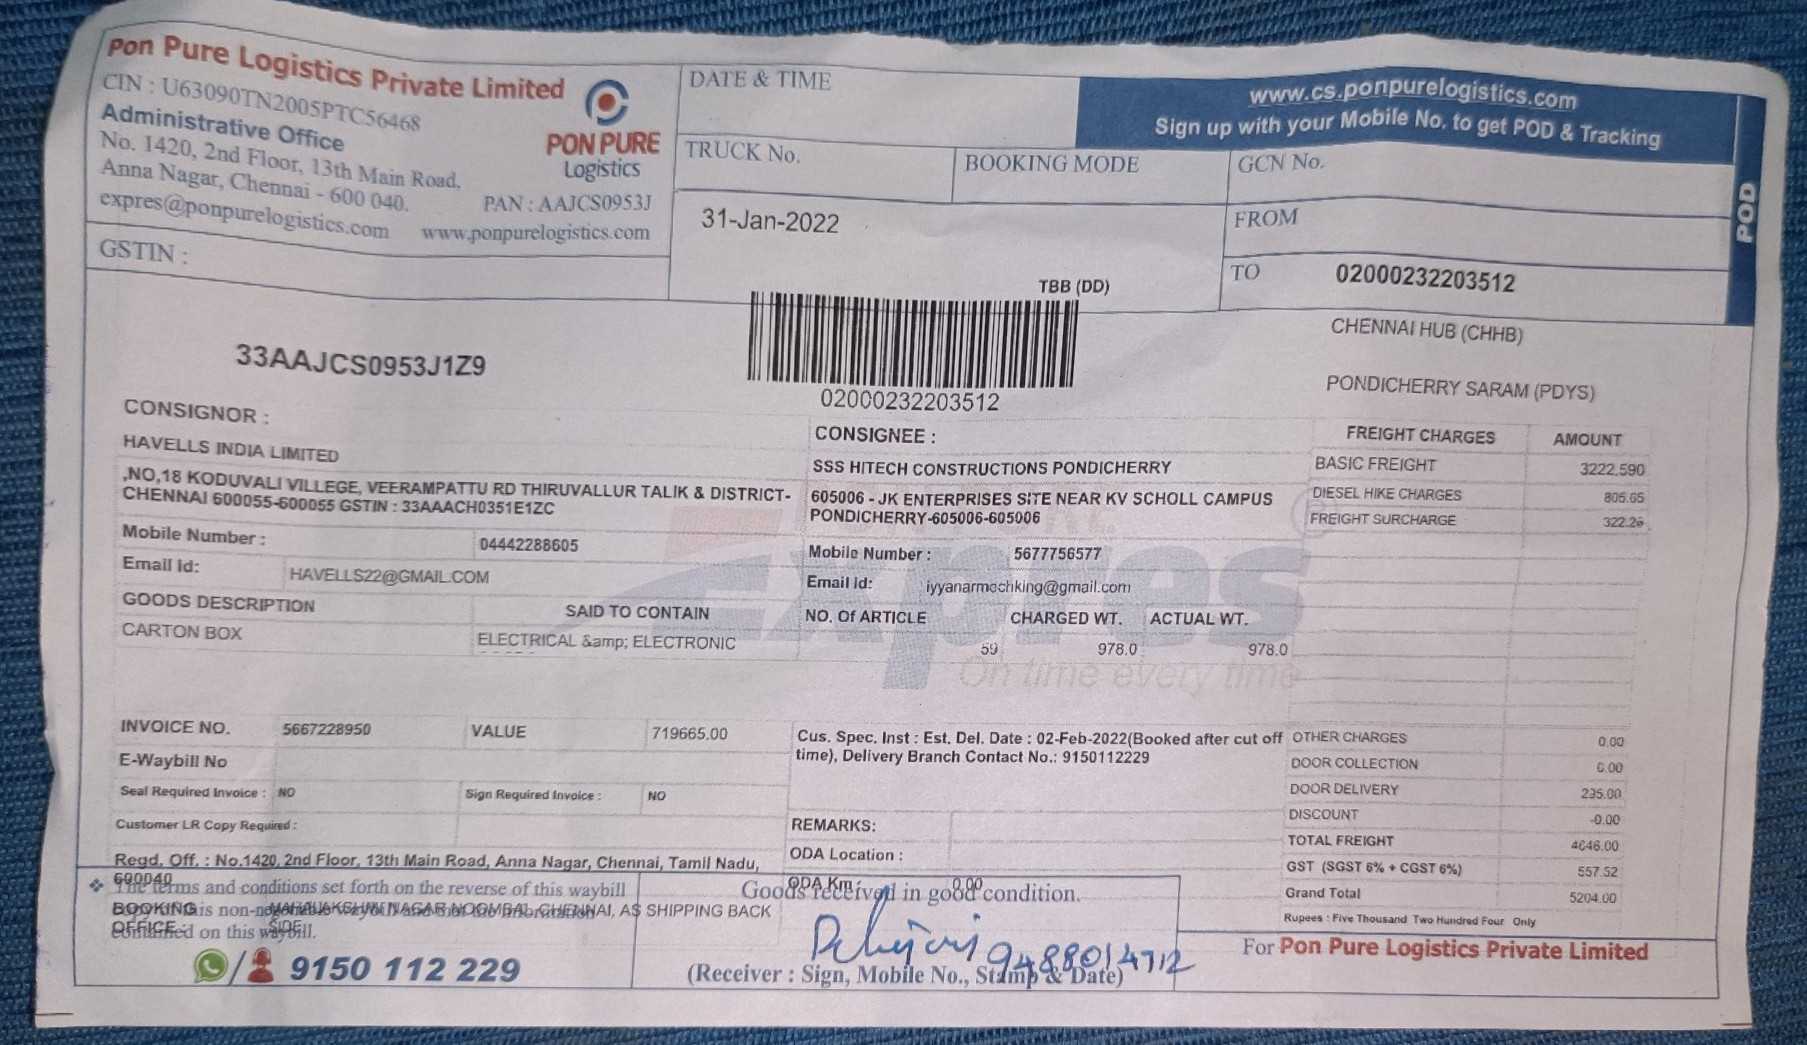 Pon Pure Logistics Private Limited
CIN : U63090TN2005PTC56468
Administrative Office
No. 1420, 2nd Floor, 13th Main Road,
Anna Nagar, Chennai - 600 040.
PAN : AAJCS0953J
expres@ponpurelogistics.com www.ponpurelogistics.com
PON PURE
Logistics
GSTIN :
DATE & TIME
www.cs.ponpurelogistics.com
Sign up with your Mobile No. to get POD & Tracking
TRUCK No.
BOOKING MODE
GCN No.
POD
31-Jan-2022
FROM
TO
02000232203512
TBB (DD)
CHENNAI HUB (CHHB)
33AAJCS0953J1Z9
02000232203512
PONDICHERRY SARAM (PDYS)
CONSIGNOR :
HAVELLS INDIA LIMITED
,NO,18 KODUVALI VILLEGE, VEERAMPATTU RD THIRUVALLUR TALIK & DISTRICT-
CHENNAI 600055-600055 GSTIN : 33AAACH0351E1ZC
Mobile Number : 04442288605
Email Id: HAVELLS22@GMAIL.COM
GOODS DESCRIPTION SAID TO CONTAIN
CARTON BOX ELECTRICAL &amp; ELECTRONIC
CONSIGNEE :
SSS HITECH CONSTRUCTIONS PONDICHERRY
605006 - JK ENTERPRISES SITE NEAR KV SCHOLL CAMPUS
PONDICHERRY-605006-605006
Mobile Number : 5677756577
Email Id: iyyanarmechking@gmail.com
NO. Of ARTICLE CHARGED WT. ACTUAL WT.
59 978.0 978.0
Expres
On time every time
FREIGHT CHARGES AMOUNT
BASIC FREIGHT 3222.590
DIESEL HIKE CHARGES 805.65
FREIGHT SURCHARGE 322.26
INVOICE NO. 5667228950 VALUE 719665.00
E-Waybill No
Seal Required Invoice : NO Sign Required Invoice : NO
Customer LR Copy Required :
Cus. Spec. Inst : Est. Del. Date : 02-Feb-2022(Booked after cut off
time), Delivery Branch Contact No.: 9150112229
REMARKS:
ODA Location :
ODA Km : 0.00
OTHER CHARGES 0.00
DOOR COLLECTION 0.00
DOOR DELIVERY 295.00
DISCOUNT -0.00
TOTAL FREIGHT 4646.00
GST (SGST 6% + CGST 6%) 557.52
Grand Total 5204.00
Rupees : Five Thousand Two Hundred Four Only
Regd. Off. : No.1420, 2nd Floor, 13th Main Road, Anna Nagar, Chennai, Tamil Nadu,
600040
The terms and conditions set forth on the reverse of this waybill
BOOKING CHENNAI, AS SHIPPING BACK
OFFICE : SIDE
contained on this waybill.
9150 112 229
Goods received in good condition.
9488014712
(Receiver : Sign, Mobile No., Stamp & Date)
For Pon Pure Logistics Private Limited